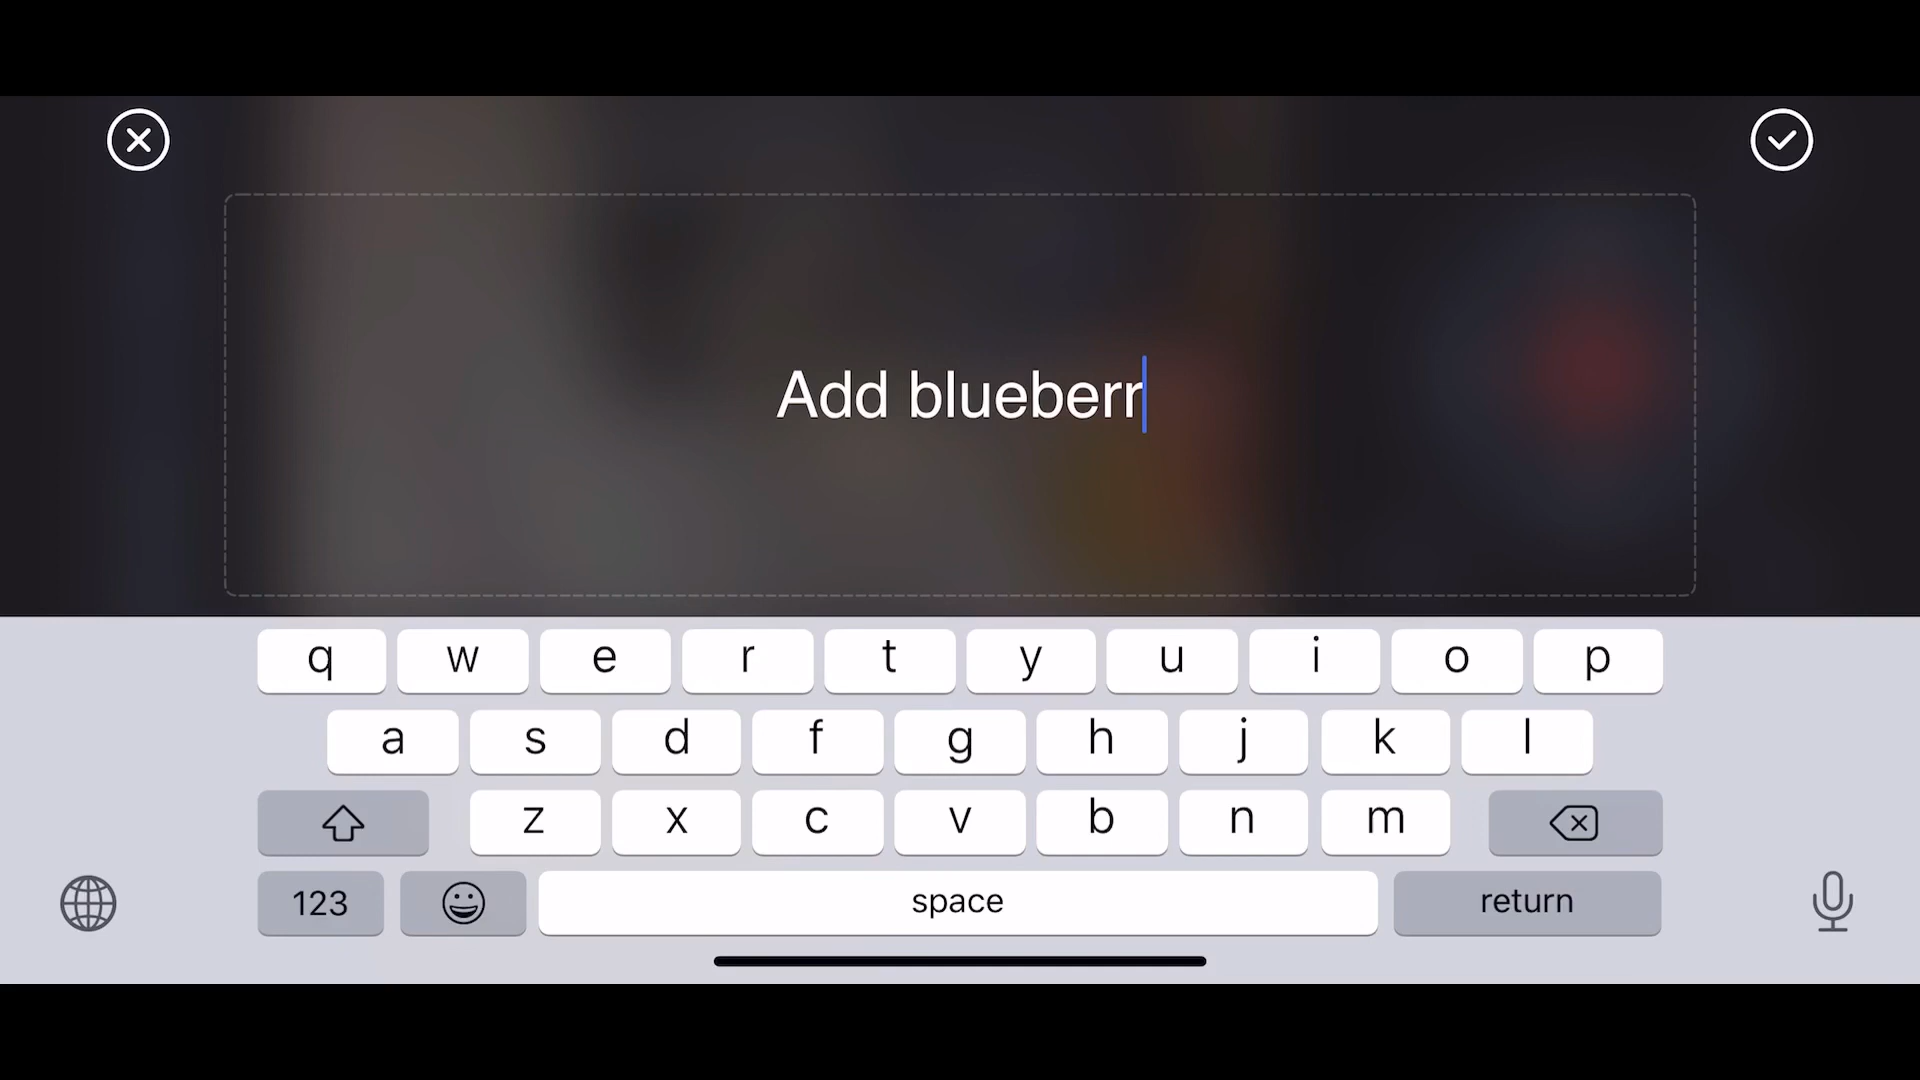 Add blueberr
q w e r t y u i o p
a s d f g h j k l
z x c v b n m
123 space return